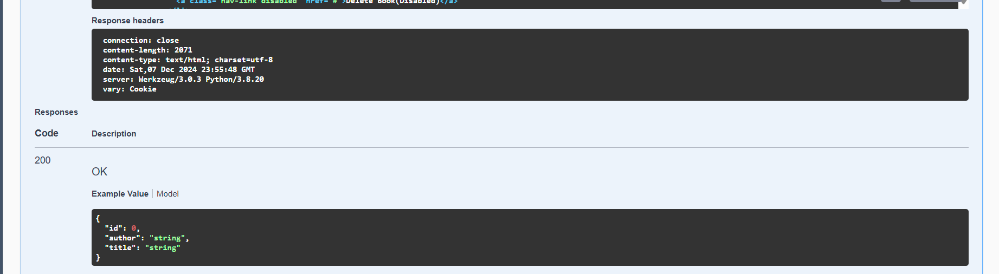 <a class="nav-link disabled" href="#">Delete Book(Disabled)</a>
Response headers
connection: close
content-length: 2071
content-type: text/html; charset=utf-8
date: Sat,07 Dec 2024 23:55:48 GMT
server: Werkzeug/3.0.3 Python/3.8.20
vary: Cookie
Responses
Code Description
200
OK
Example Value | Model
{
"id": 0,
"author": "string",
"title": "string"
}